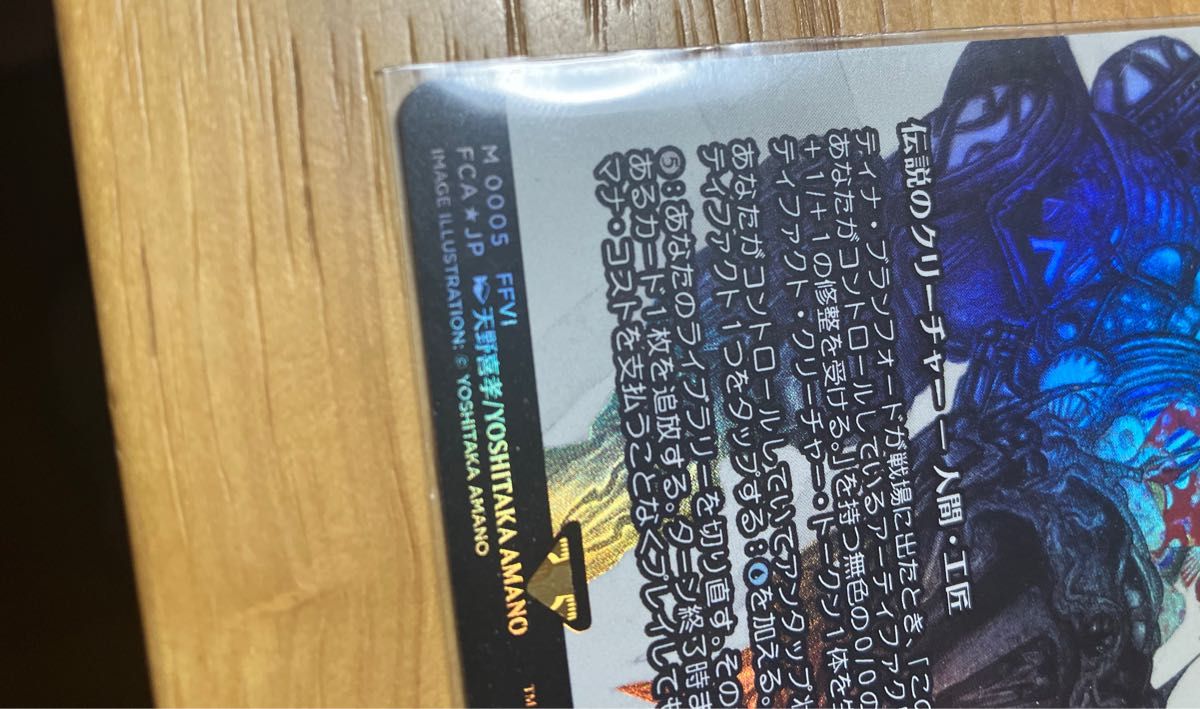 伝説のクリーチャー ― 人間・工匠
ティナ・ブランフォードが戦場に出たとき、「この
あなたがコントロールしているアーティファク
+1/+1の修整を受ける。」を持つ無色の0/0の
ティファクト・クリーチャー・トークン1体を生
あなたがコントロールしていてアンタップ状
ティファクト1つをタップする:を加える。
⑤:あなたのライブラリーを切り直す。その
あるカード1枚を追放する。ターン終了時ま
マナ・コストを支払うことなくプレイしても
M 0005 FFVI
FCA★JP 天野喜孝/YOSHITAKA AMANO
IMAGE ILLUSTRATION: © YOSHITAKA AMANO
™